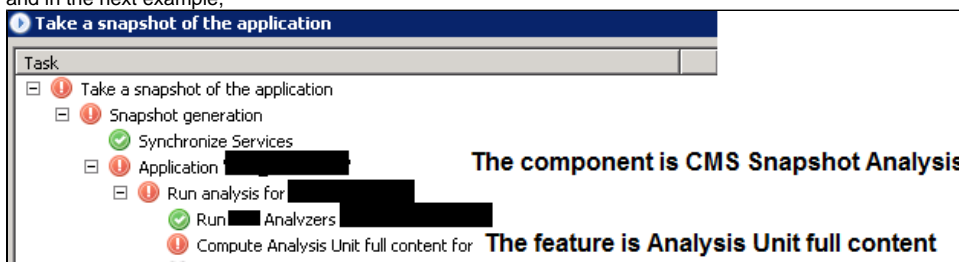 and in the next example,
Take a snapshot of the application
Task
Take a snapshot of the application
Snapshot generation
Synchronize Services
Application
The component is CMS Snapshot Analysis
Run analysis for
Run Analyzers
Compute Analysis Unit full content for
The feature is Analysis Unit full content